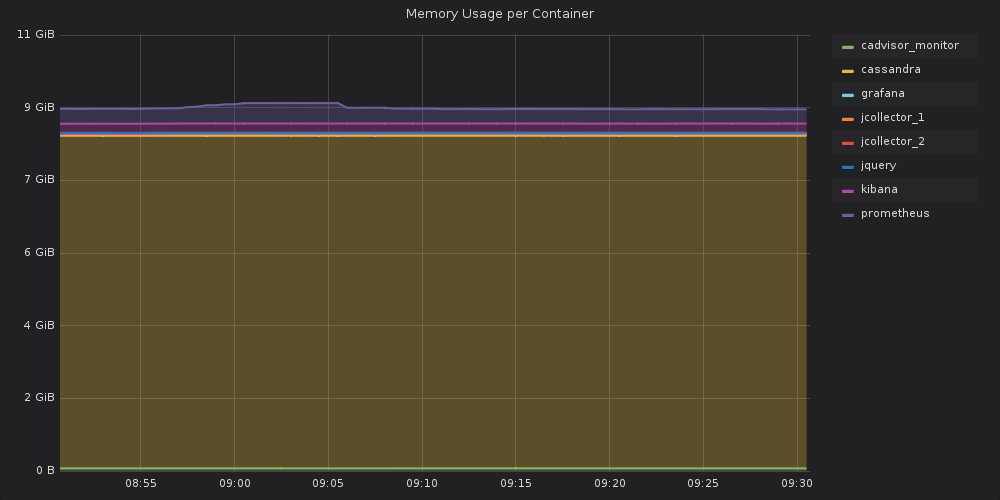 Memory Usage per Container
11 GiB
9 GiB
7 GiB
6 GiB
4 GiB
2 GiB
0 B
08:55 09:00 09:05 09:10 09:15 09:20 09:25 09:30
cadvisor_monitor
cassandra
grafana
jcollector_1
jcollector_2
jquery
kibana
prometheus